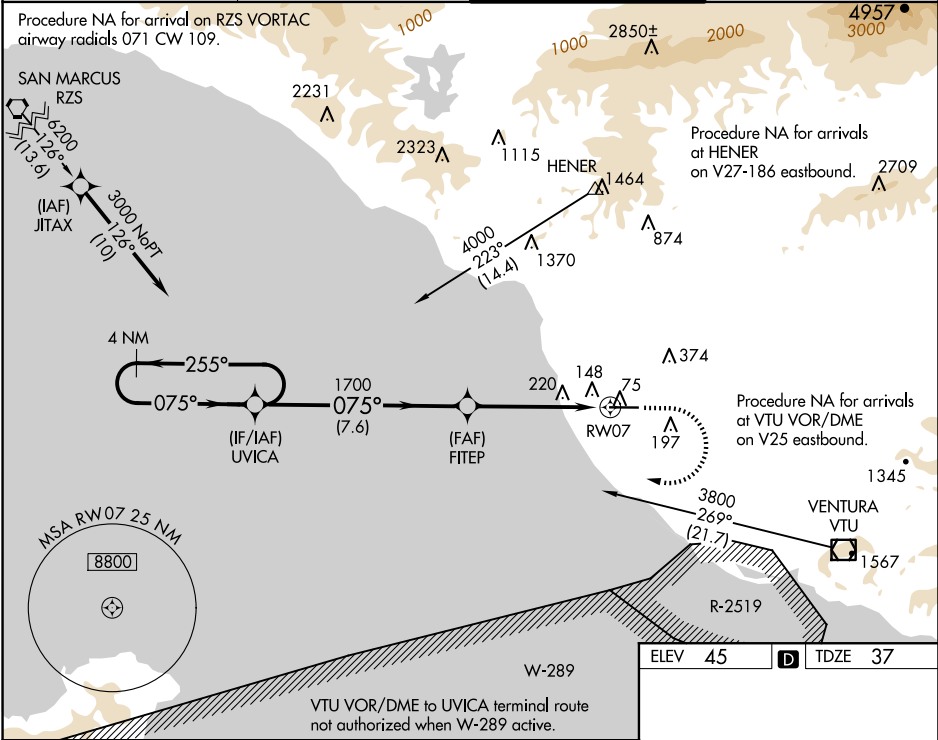 Procedure NA for arrival on RZS VORTAC
airway radials 071 CW 109.
SAN MARCUS
RZS
6200
126°
(13.6)
(IAF)
JITAX
3000 NoPT
126°
(10)
1000
1000
2850±
2000
4957
3000
2231
2323
1115
HENER
1464
Procedure NA for arrivals
at HENER
on V27-186 eastbound.
2709
874
4000
223°
(14.4)
1370
4 NM
255°
075°
(IF/IAF)
UVICA
1700
075°
(7.6)
(FAF)
FITEP
220
148
75
374
RW07
197
Procedure NA for arrivals
at VTU VOR/DME
on V25 eastbound.
1345
3800
269°
(21.7)
VENTURA
VTU
1567
MSA RW07 25 NM
8800
R-2519
W-289
VTU VOR/DME to UVICA terminal route
not authorized when W-289 active.
ELEV 45 D TDZE 37